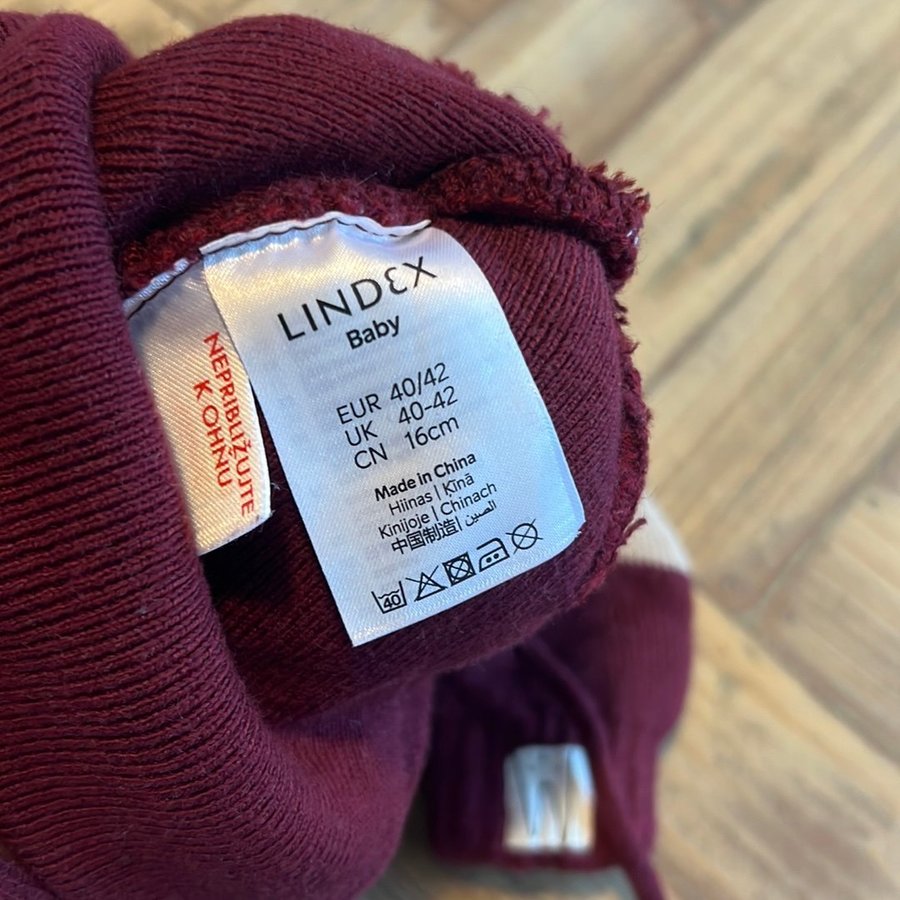 LINDEX
Baby
EUR 40/42
UK 40-42
CN 16cm
Made in China
Hiinas | Ķīnā
Kinijoje | Chinach
中国制造 | الصين
40
NEPRIBLIŽUJTE
K OHŇU